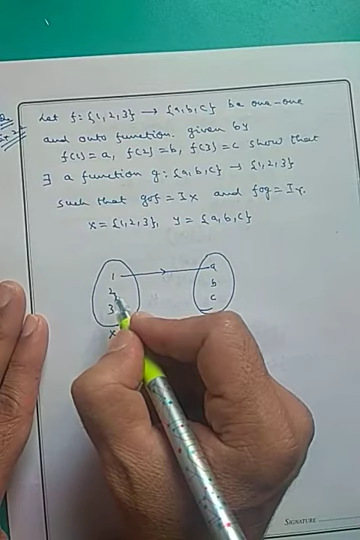 Let f: {1,2,3} → {a,b,c} be one-one
and onto function. given by
f(1) = a, f(2) = b, f(3) = c show that
∃ a function g: {a,b,c} → {1,2,3}
such that gof = Ix and fog = Iy.
x = {1,2,3}, y = {a,b,c}
1 a
2 b
3 c
x
SIGNATURE